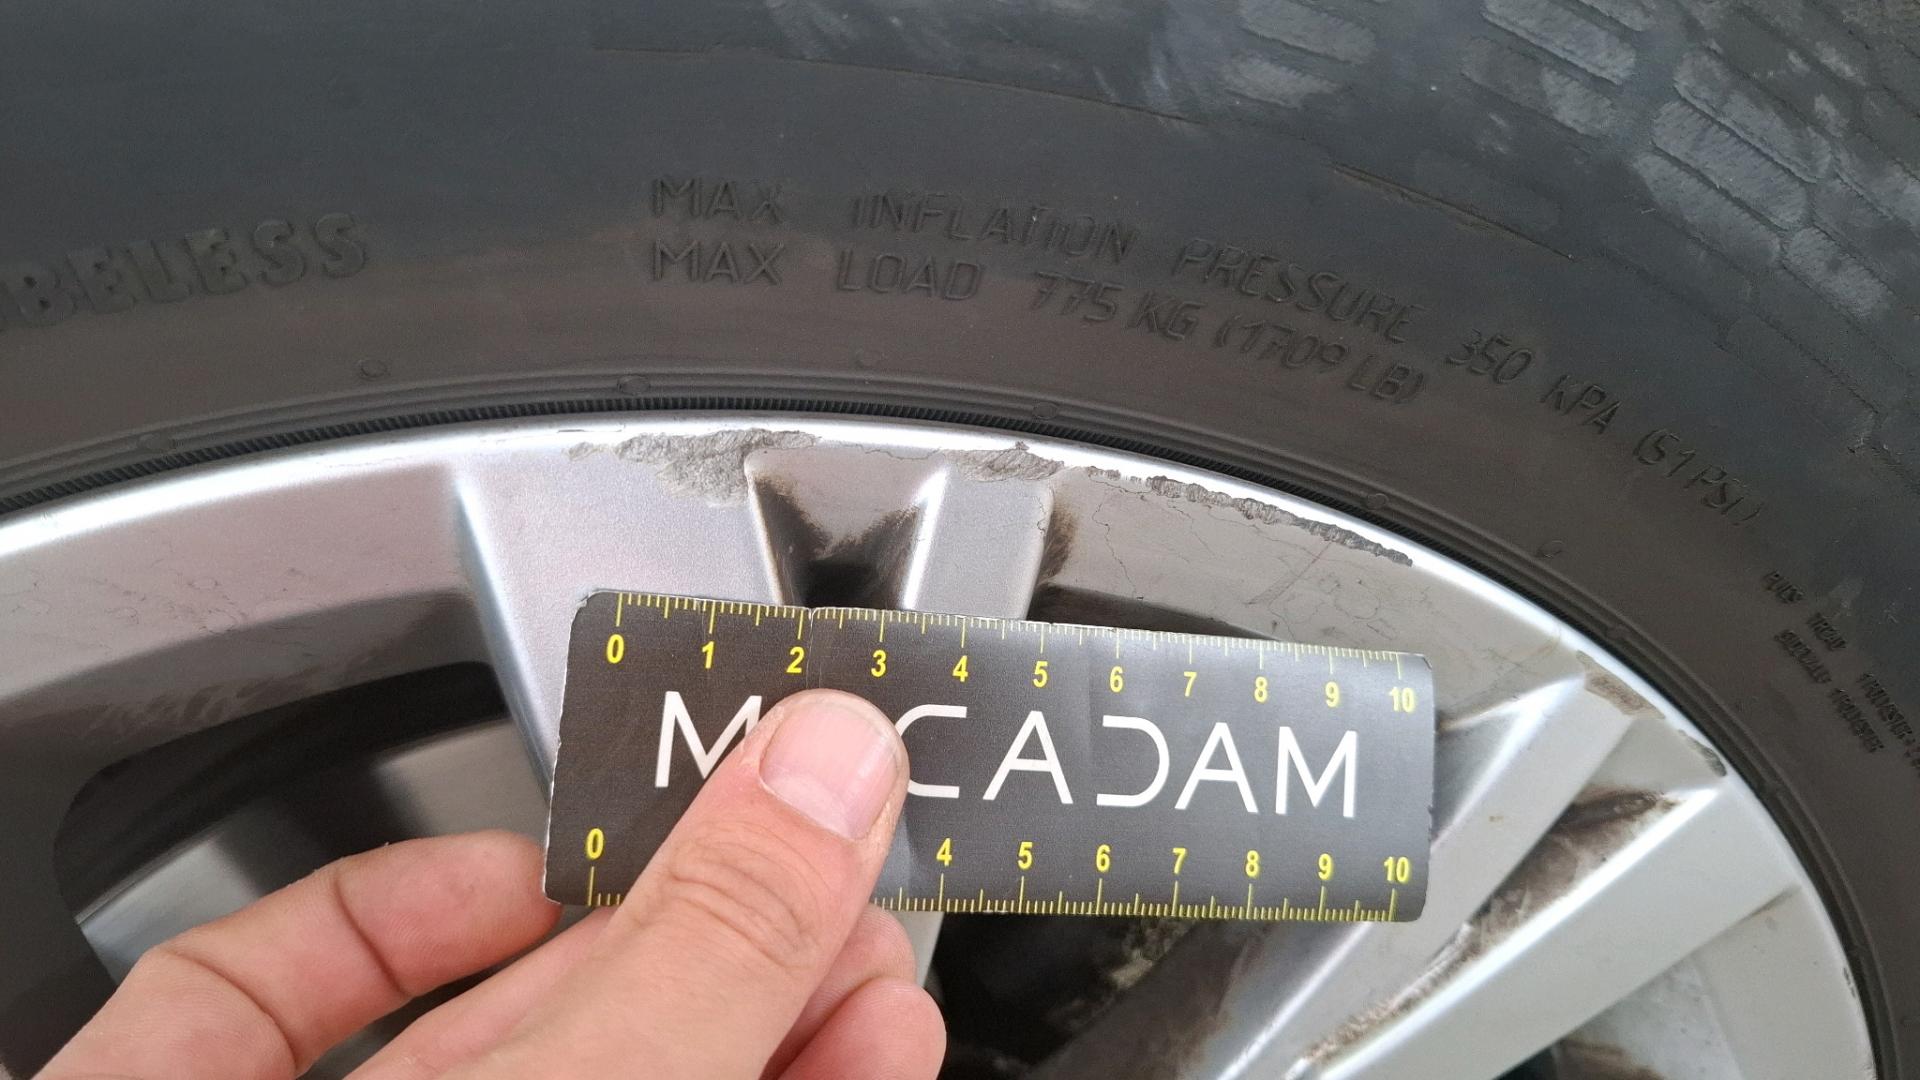 BELESS
MAX INFLATION PRESSURE 350 KPA (51 PSI)
MAX LOAD 775 KG (1709 LB)
0 1 2 3 4 5 6 7 8 9 10
M CADAM
0 4 5 6 7 8 9 10